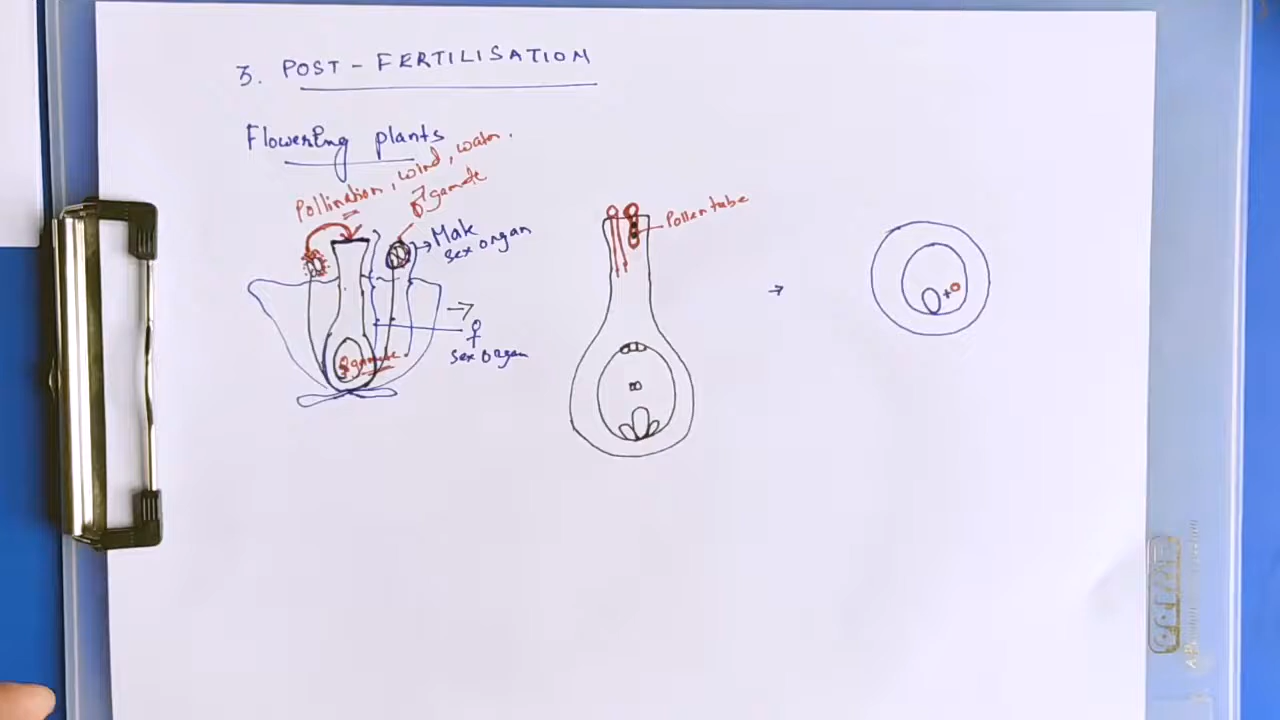 3. POST - FERTILISATION
Flowering plants
Pollination, wind, water.
♂ gamete
Male
sex organ
♀ gamete
♀
sex organ
Pollen tube